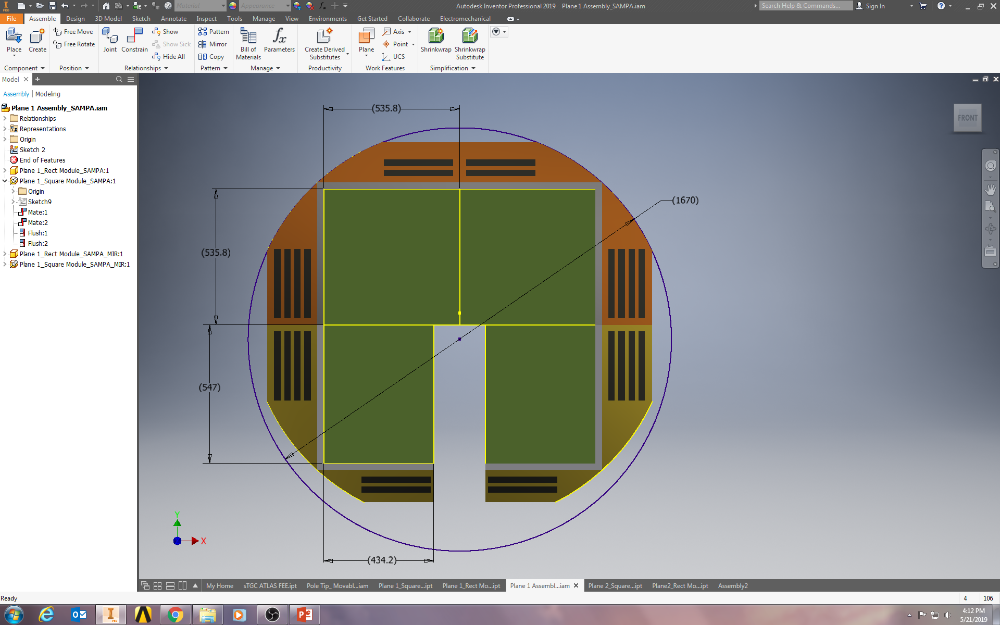 PRO
Material
Appearance
fx
Autodesk Inventor Professional 2019 Plane 1 Assembly_SAMPA.iam
Search Help & Commands...
Sign In
File
Assemble
Design
3D Model
Sketch
Annotate
Inspect
Tools
Manage
View
Environments
Get Started
Collaborate
Electromechanical
Place
Create
Free Move
Free Rotate
Joint
Constrain
Show
Show Sick
Hide All
Pattern
Mirror
Copy
Bill of
Materials
fx
Parameters
Create Derived
Substitutes
Plane
Axis
Point
UCS
Shrinkwrap
Shrinkwrap
Substitute
Component
Position
Relationships
Pattern
Manage
Productivity
Work Features
Simplification
Model
Assembly | Modeling
Plane 1 Assembly_SAMPA.iam
Relationships
Representations
Origin
Sketch 2
End of Features
Plane 1_Rect Module_SAMPA:1
Plane 1_Square Module_SAMPA:1
Origin
Sketch9
Mate:1
Mate:2
Flush:1
Flush:2
Plane 1_Rect Module_SAMPA_MIR:1
Plane 1_Square Module_SAMPA_MIR:1
(535.8)
FRONT
(1670)
(535.8)
(547)
(434.2)
Y
X
My Home
sTGC ATLAS FEE.ipt
Pole Tip_ Movabl...iam
Plane 1_Square...ipt
Plane 1_Rect Mo...ipt
Plane 1 Assembl...iam
Plane 2_Square...ipt
Plane2_Rect Mo...ipt
Assembly2
Ready
4
106
PRO
4:12 PM
5/21/2019